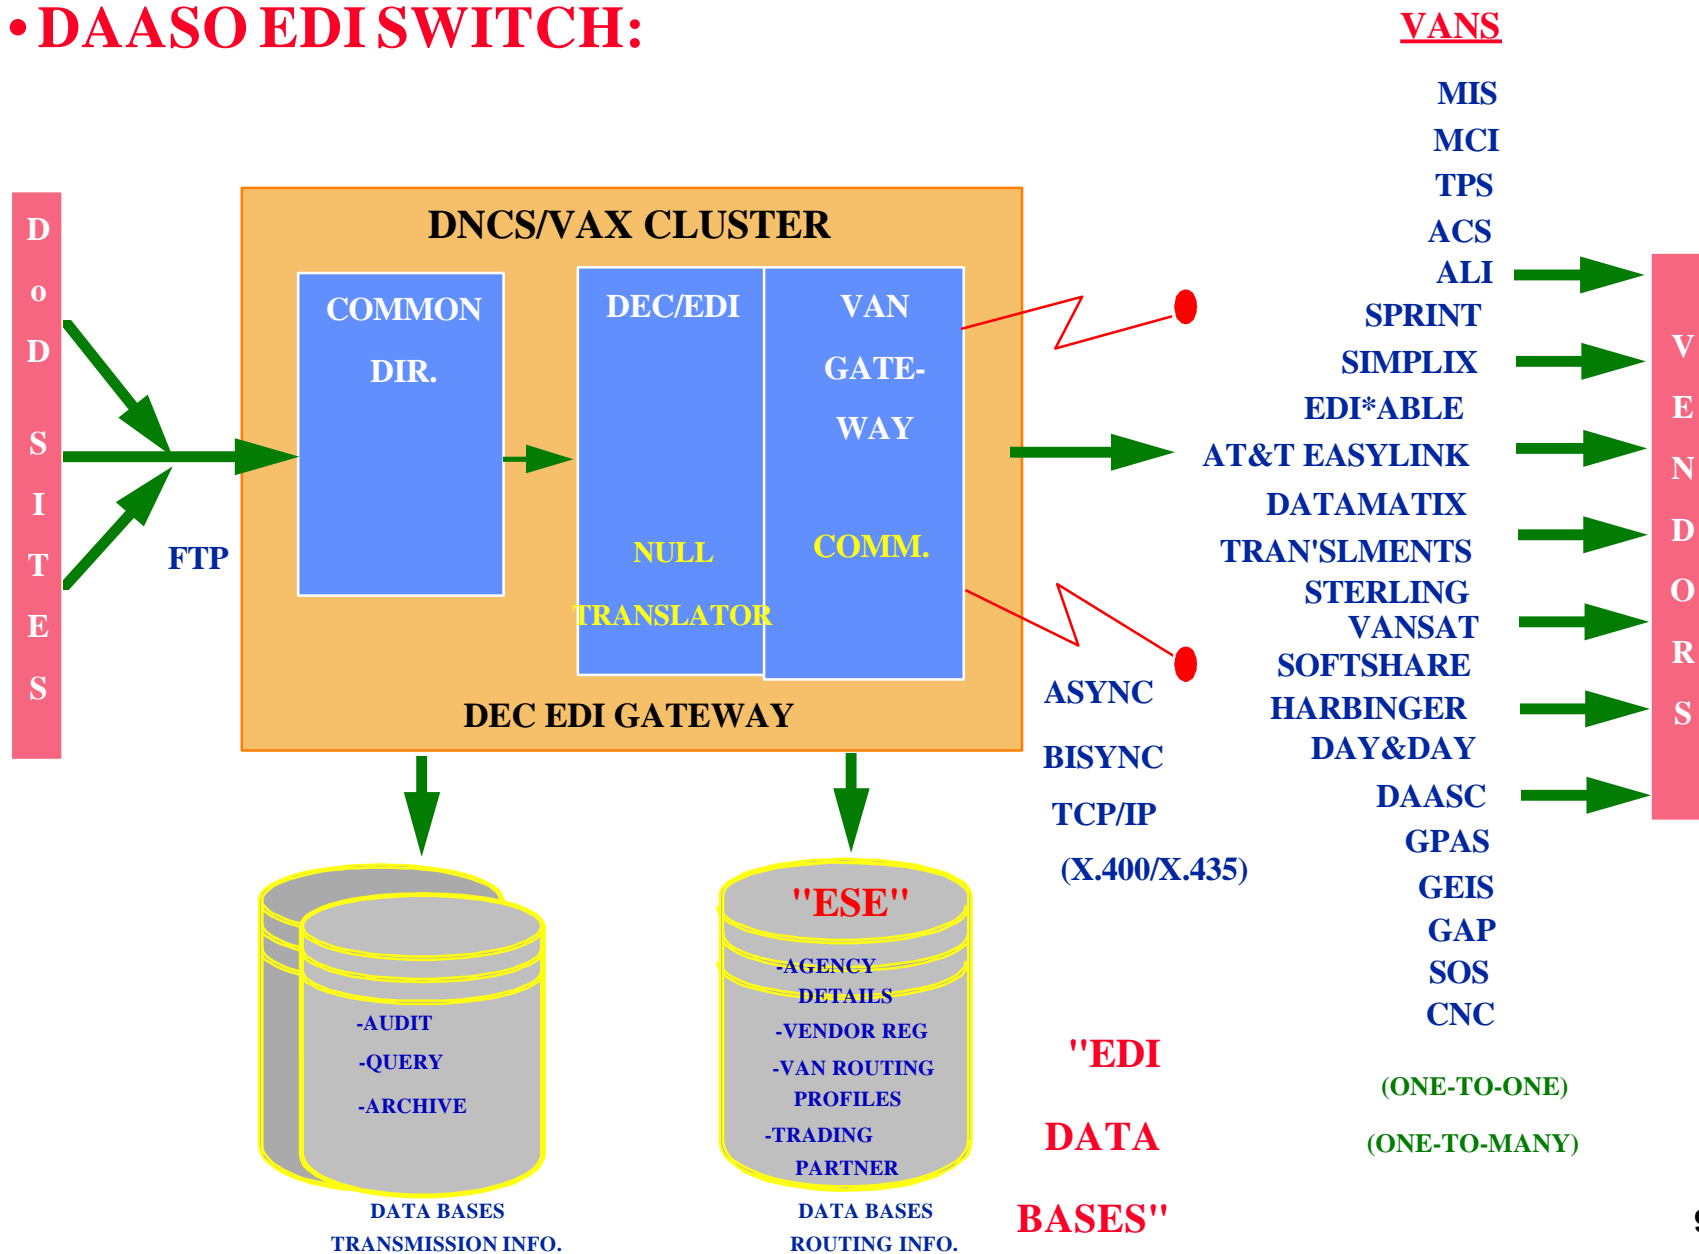 • DAASO EDI SWITCH:
VANS
MIS
MCI
TPS
ACS
ALI
SPRINT
SIMPLIX
EDI*ABLE
AT&T EASYLINK
DATAMATIX
TRAN'SLMENTS
STERLING
VANSAT
SOFTSHARE
HARBINGER
DAY&DAY
DAASC
GPAS
GEIS
GAP
SOS
CNC
(ONE-TO-ONE)
(ONE-TO-MANY)
DoD SITES
FTP
DNCS/VAX CLUSTER
COMMON
DIR.
DEC/EDI
NULL
TRANSLATOR
VAN
GATE-
WAY
COMM.
DEC EDI GATEWAY
ASYNC
BISYNC
TCP/IP
(X.400/X.435)
VENDORS
-AUDIT
-QUERY
-ARCHIVE
DATA BASES
TRANSMISSION INFO.
"ESE"
-AGENCY
DETAILS
-VENDOR REG
-VAN ROUTING
PROFILES
-TRADING
PARTNER
DATA BASES
ROUTING INFO.
"EDI
DATA
BASES"